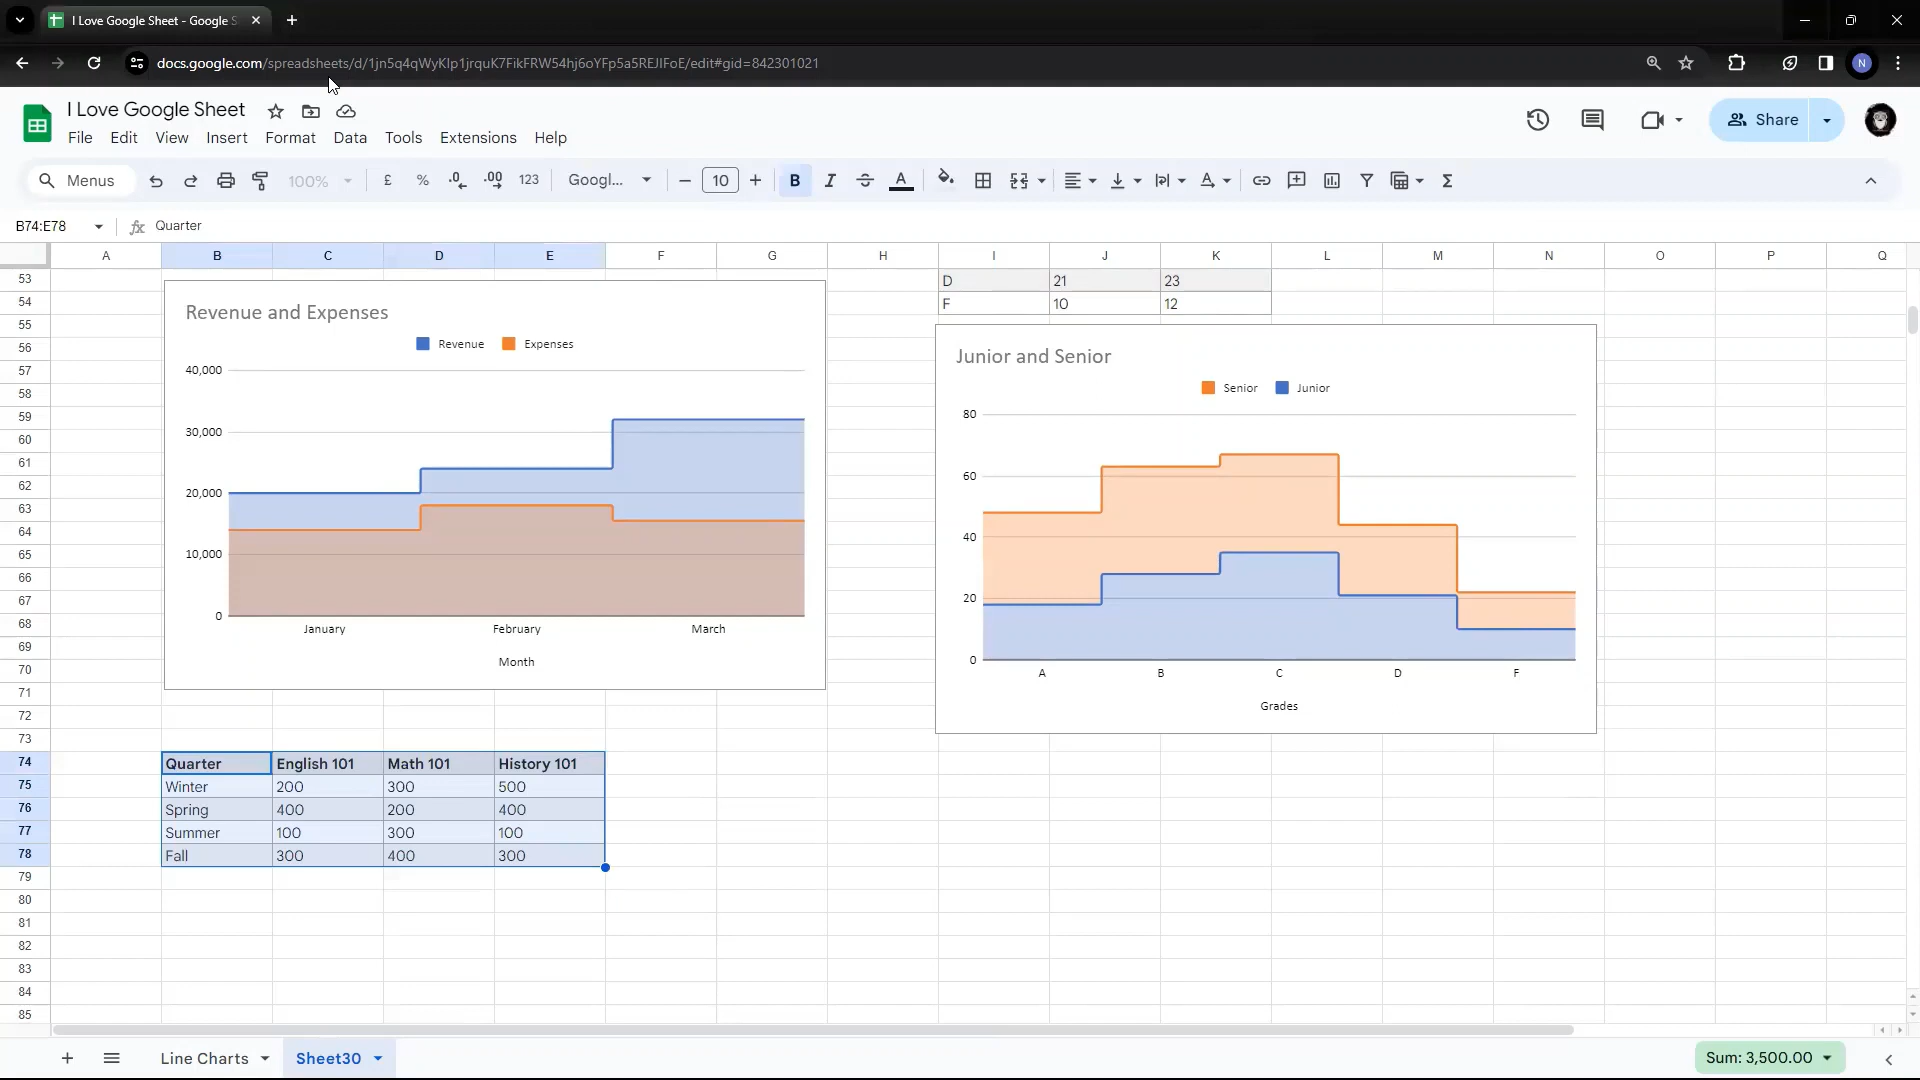 I Love Google Sheet - Google S
docs.google.com/spreadsheets/d/1jn5q4qWyKlp1jrquK7FikFRW54hj6oYFp5a5REJIFoE/edit#gid=842301021
N
I Love Google Sheet
File Edit View Insert Format Data Tools Extensions Help
Share
Menus 100% £ % .0 .00 123 Googl... 10 B I A A Σ
B74:E78 fx Quarter
A B C D E F G H I J K L M N O P Q
53 D 21 23
54 F 10 12
55
56
57
58
59
60
61
62
63
64
65
66
67
68
69
70
71
72
73
Revenue and Expenses
Revenue Expenses
40,000
30,000
20,000
10,000
0
January February March
Month
Junior and Senior
Senior Junior
80
60
40
20
0
A B C D F
Grades
74 Quarter English 101 Math 101 History 101
75 Winter 200 300 500
76 Spring 400 200 400
77 Summer 100 300 100
78 Fall 300 400 300
79
80
81
82
83
84
85
Line Charts Sheet30 Sum: 3,500.00